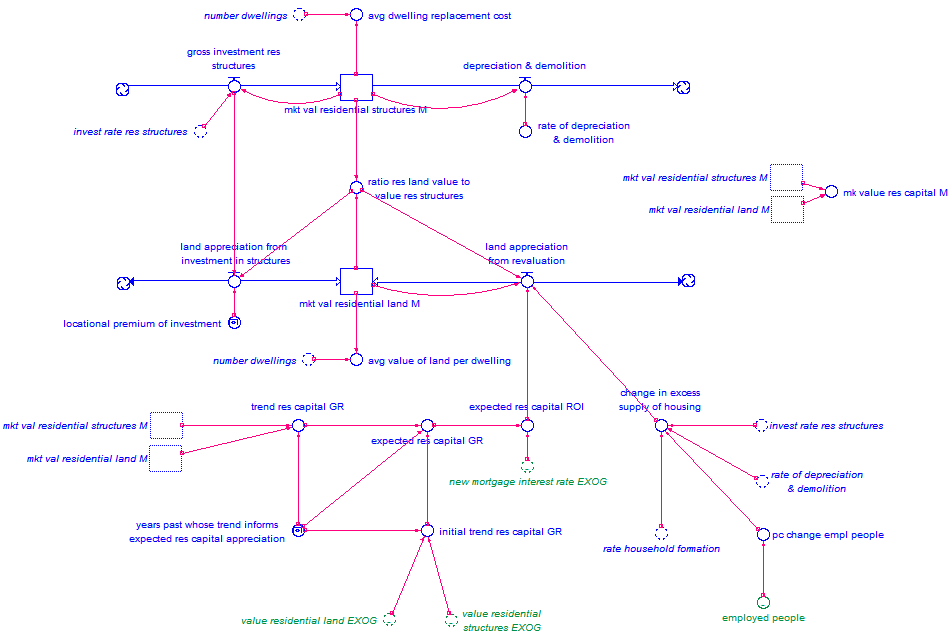 number dwellings
avg dwelling replacement cost
gross investment res
structures
depreciation & demolition
mkt val residential structures M
invest rate res structures
rate of depreciation
& demolition
ratio res land value to
value res structures
mkt val residential structures M
mk value res capital M
mkt val residential land M
land appreciation from
investment in structures
land appreciation
from revaluation
mkt val residential land M
locational premium of investment
number dwellings
avg value of land per dwelling
trend res capital GR
expected res capital ROI
change in excess
supply of housing
mkt val residential structures M
invest rate res structures
expected res capital GR
mkt val residential land M
new mortgage interest rate EXOG
rate of depreciation
& demolition
years past whose trend informs
expected res capital appreciation
initial trend res capital GR
rate household formation
pc change empl people
value residential land EXOG
value residential
structures EXOG
employed people